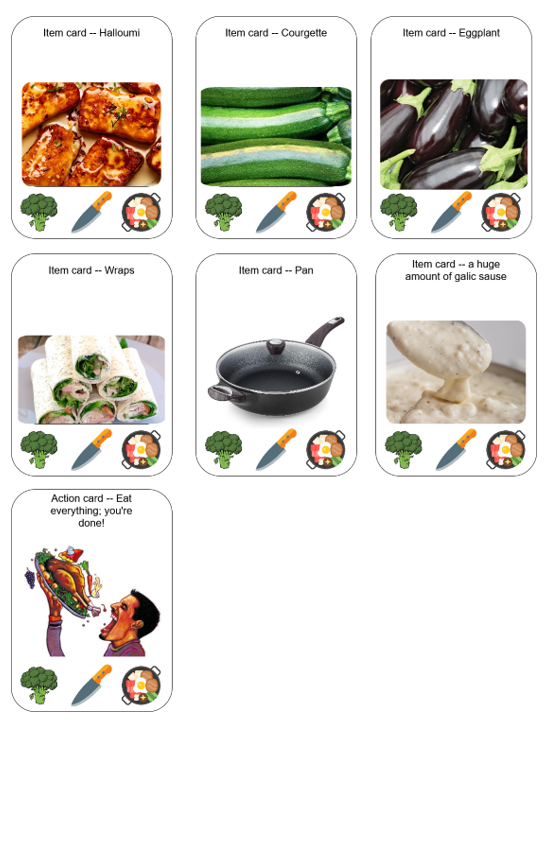 Item card -- Halloumi
Item card -- Courgette
Item card -- Eggplant
Item card -- Wraps
Item card -- Pan
Item card -- a huge
amount of galic sause
Action card -- Eat
everything; you're
done!